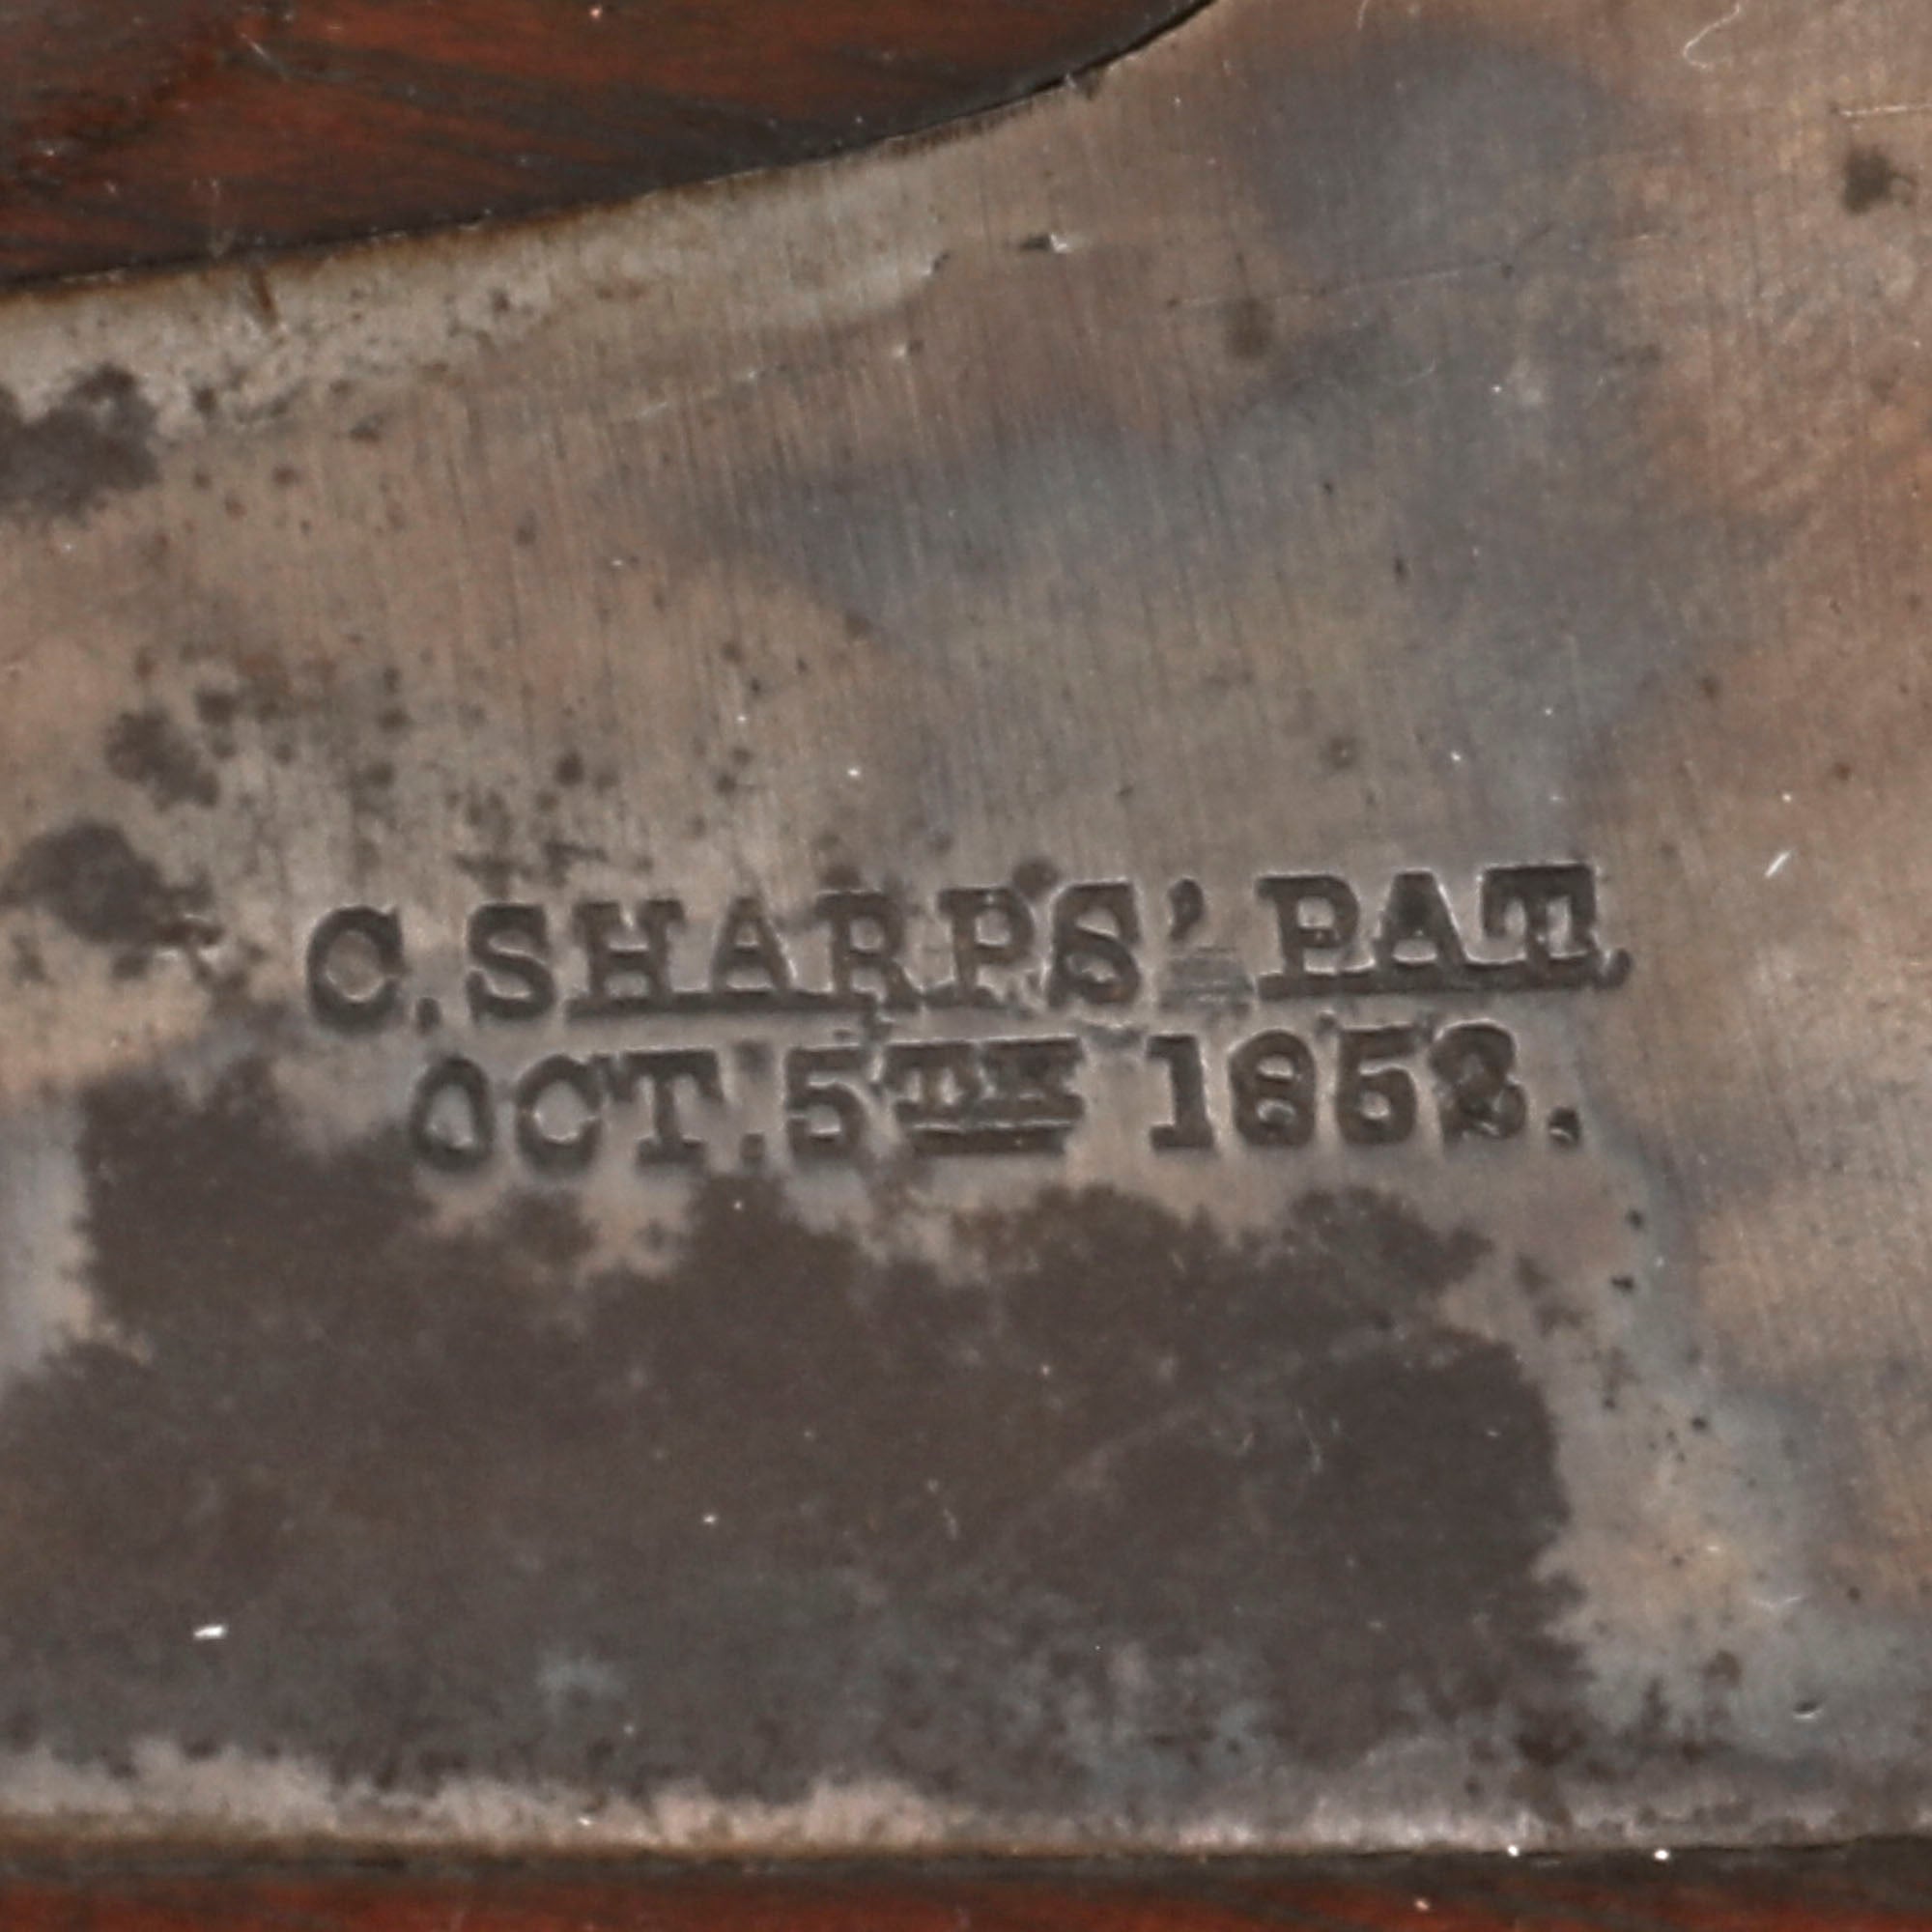 C. SHARPS' PAT.
OCT. 5TH 1852.